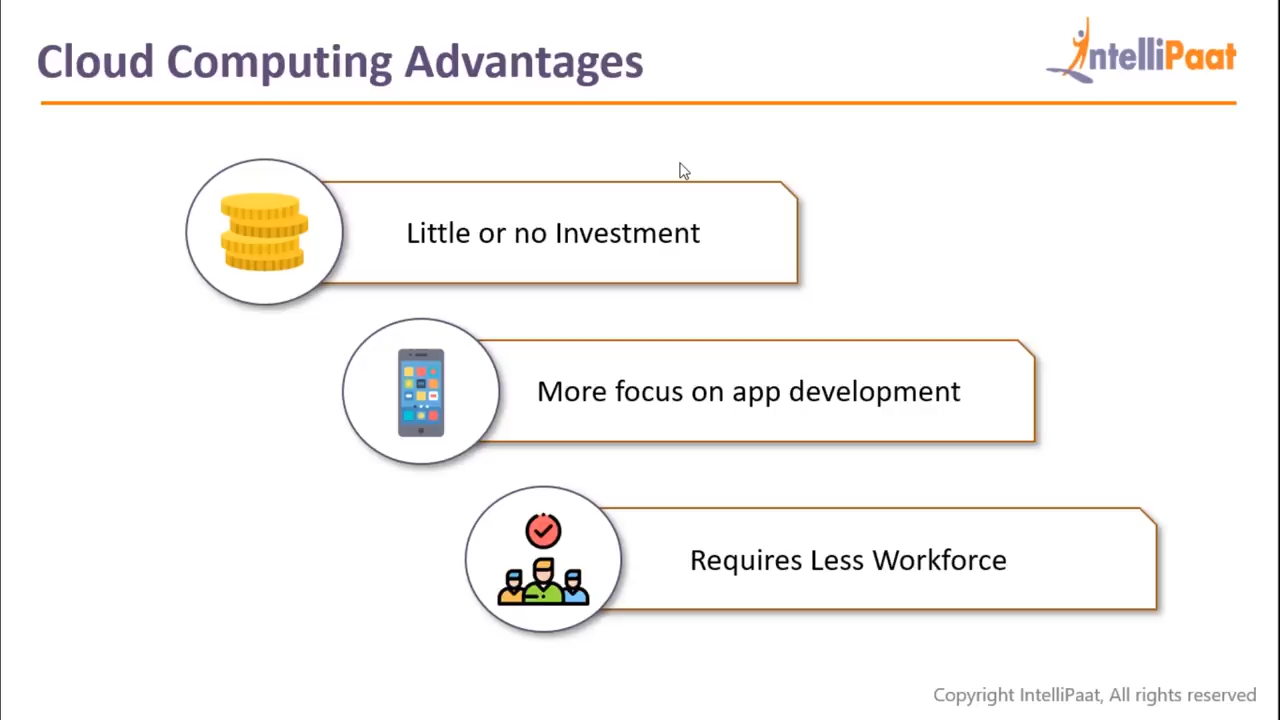 Cloud Computing Advantages
IntelliPaat
Little or no Investment
More focus on app development
Requires Less Workforce
Copyright IntelliPaat, All rights reserved